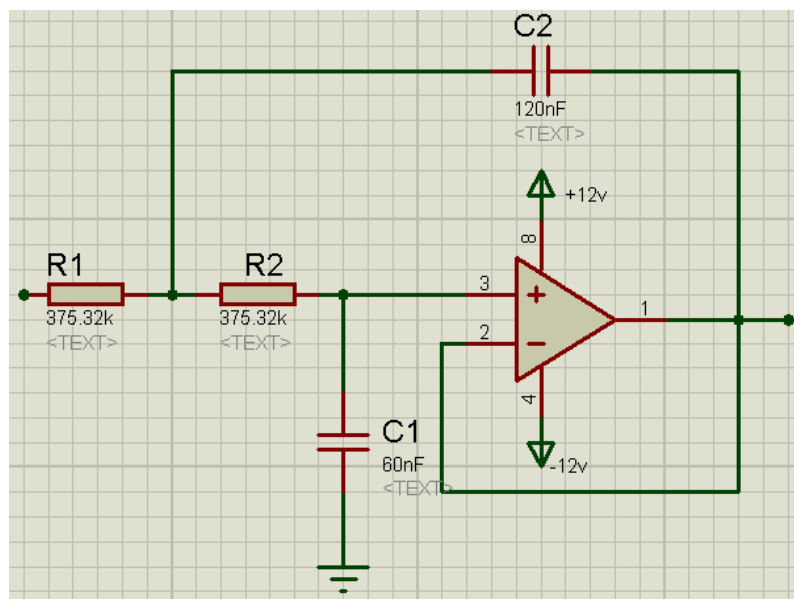 C2
120nF
<TEXT>
+12v
8
R1
R2
3
+
1
375.32k
375.32k
2
−
<TEXT>
<TEXT>
4
C1
60nF
-12v
<TEXT>